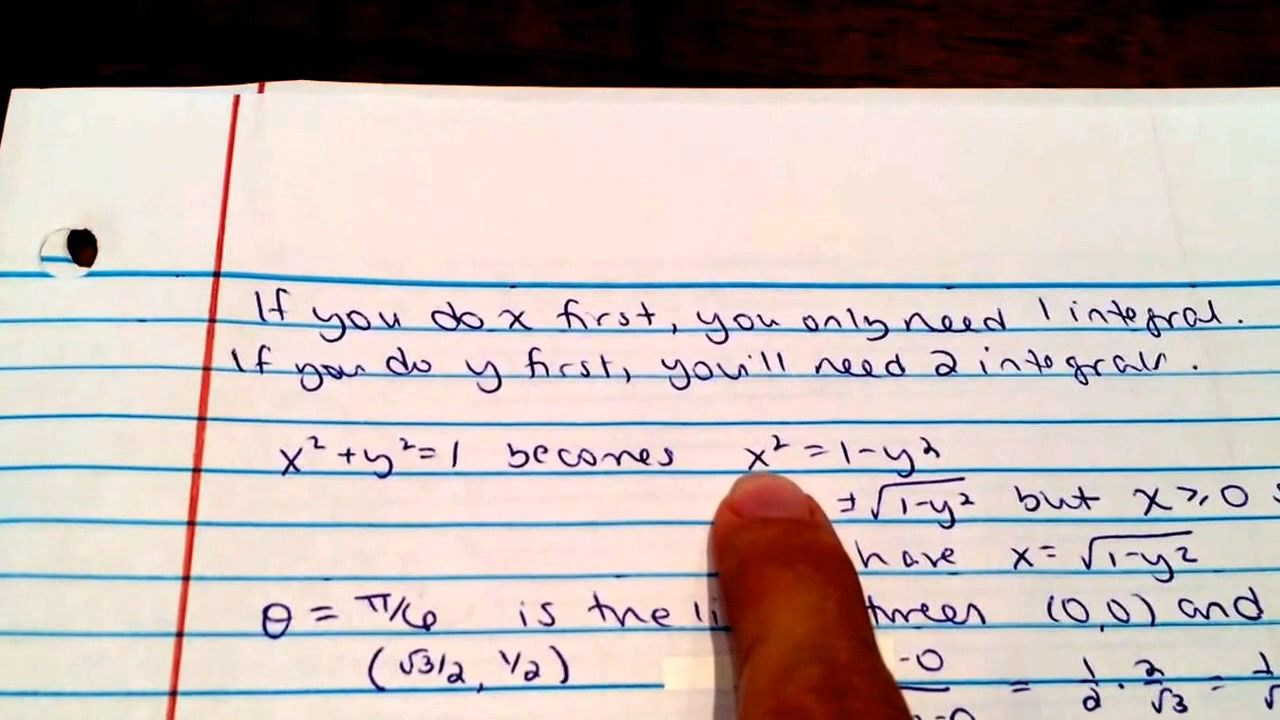 If you do x first, you only need 1 integral.
If you do y first, you'll need 2 integrals.
x² + y² = 1 becomes x² = 1 - y²
± √(1-y²) but x ≥ 0
have x = √(1-y²)
θ = π/6 is the (0,0) and
(√3/2, 1/2) -0 = 1/2 · 2/√3 =